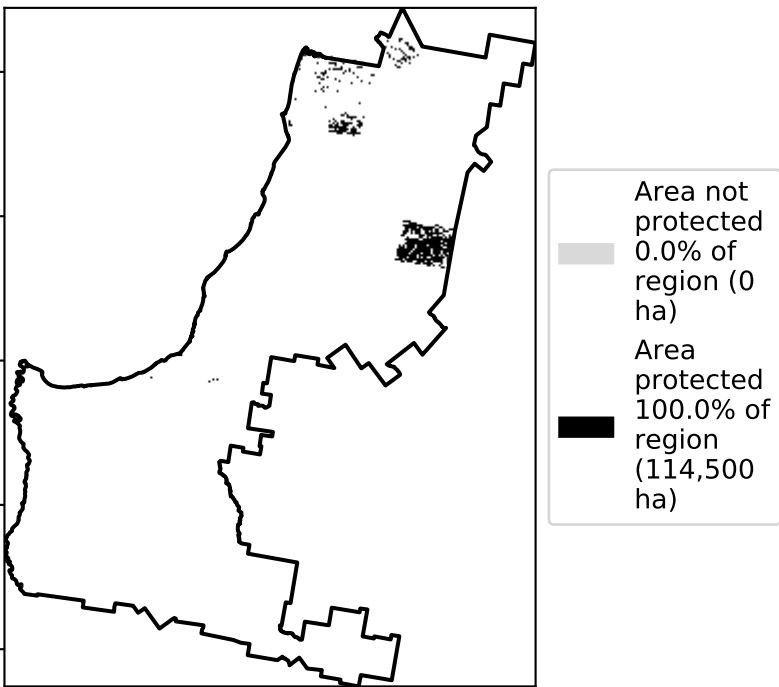 Area not
protected
0.0% of
region (0
ha)
Area
protected
100.0% of
region
(114,500
ha)